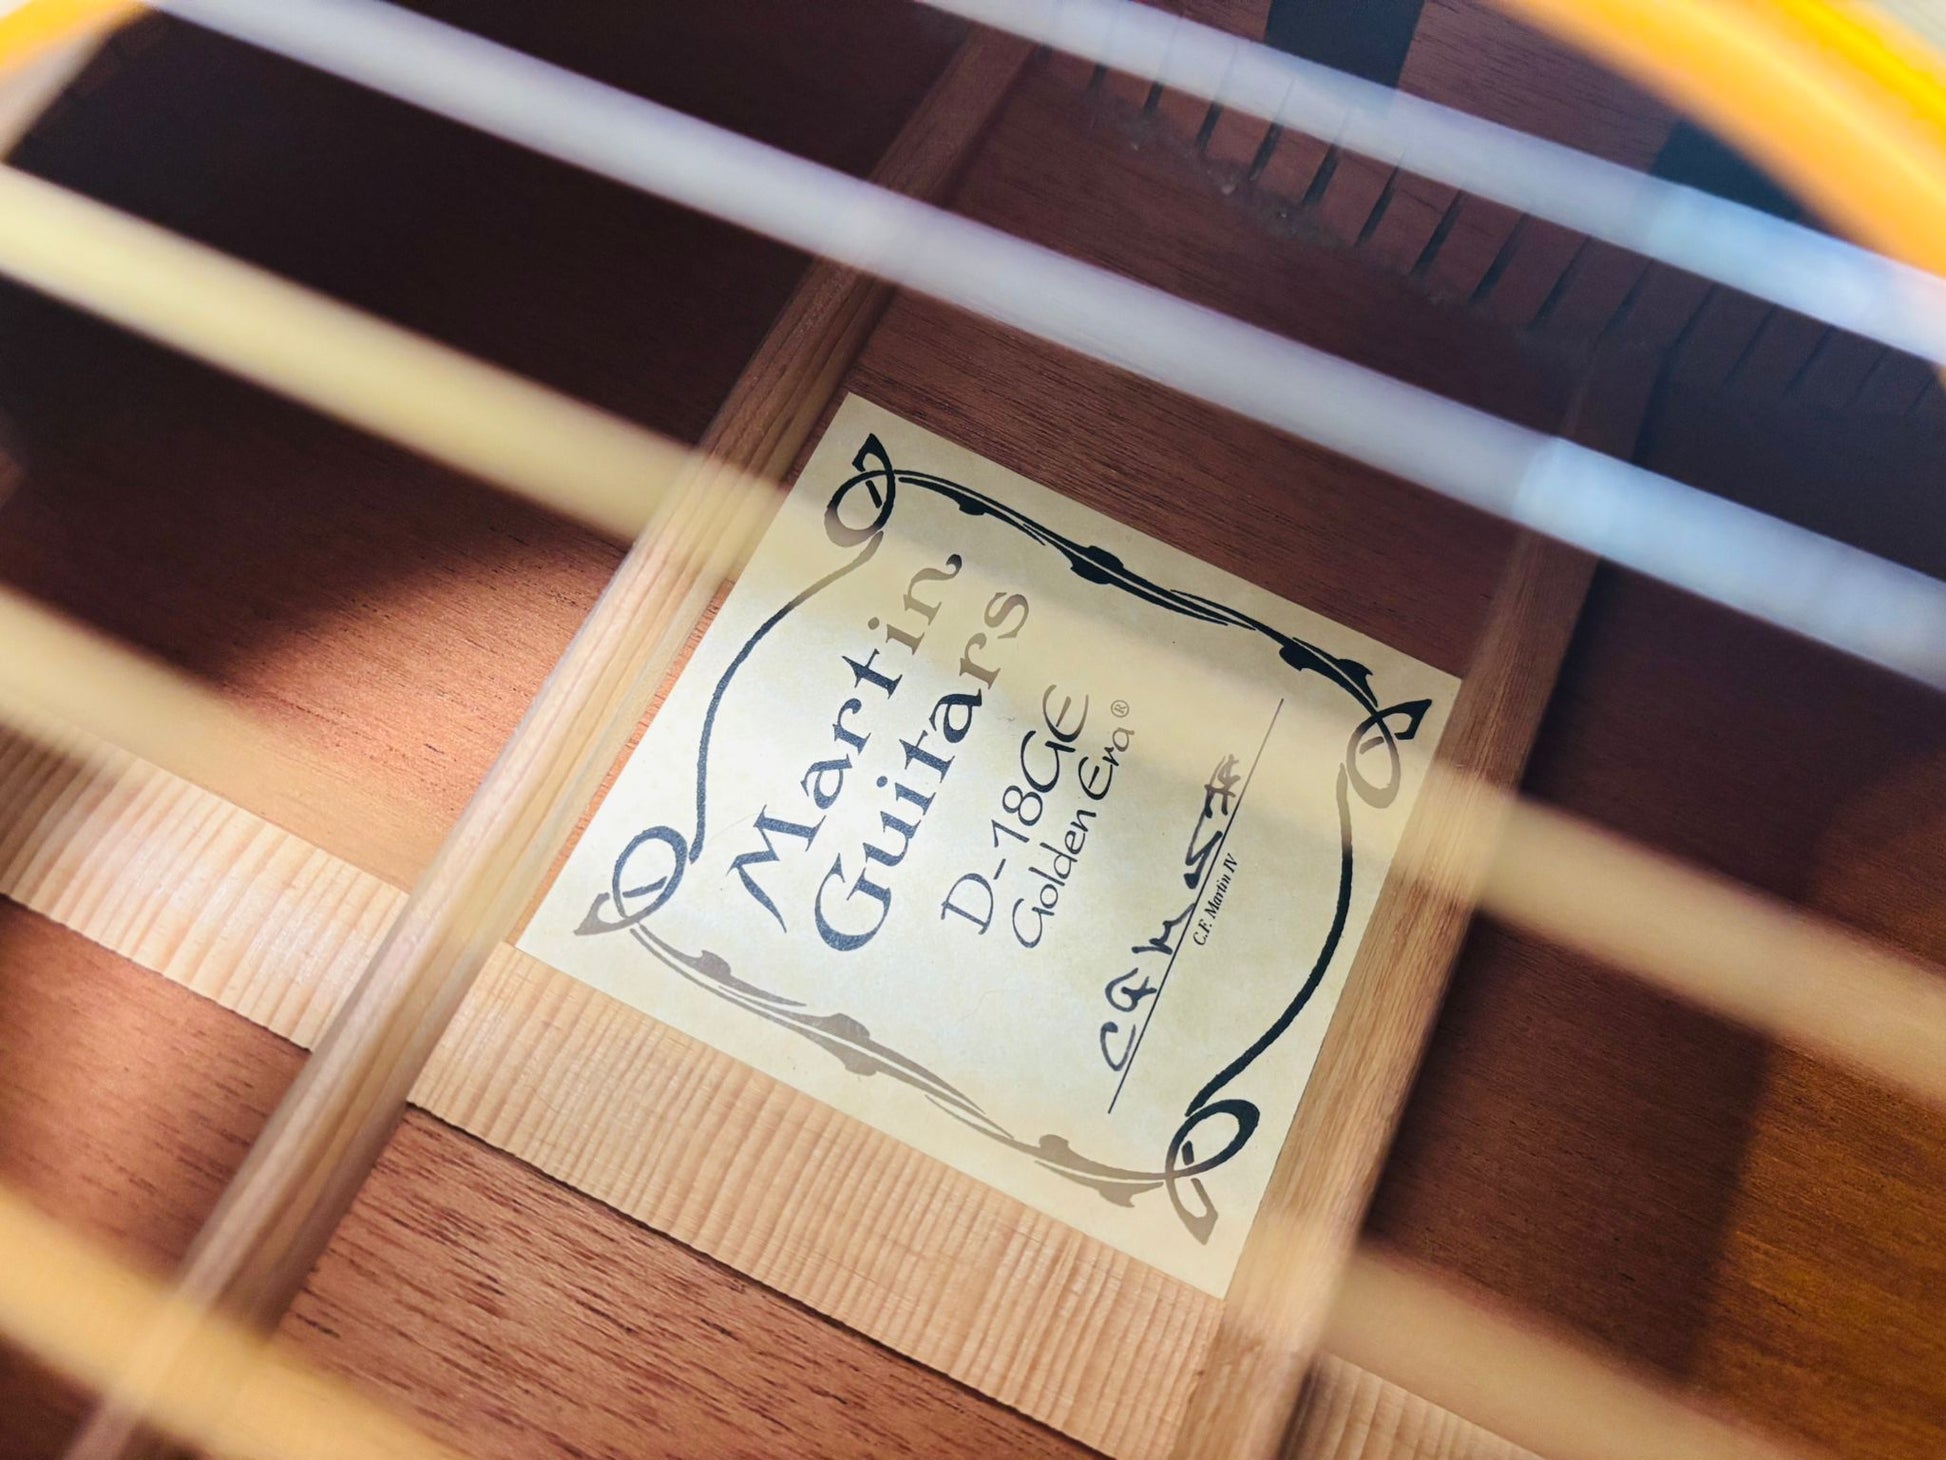 Martin
Guitars
D-18GE
Golden Era®
C.F. Martin IV